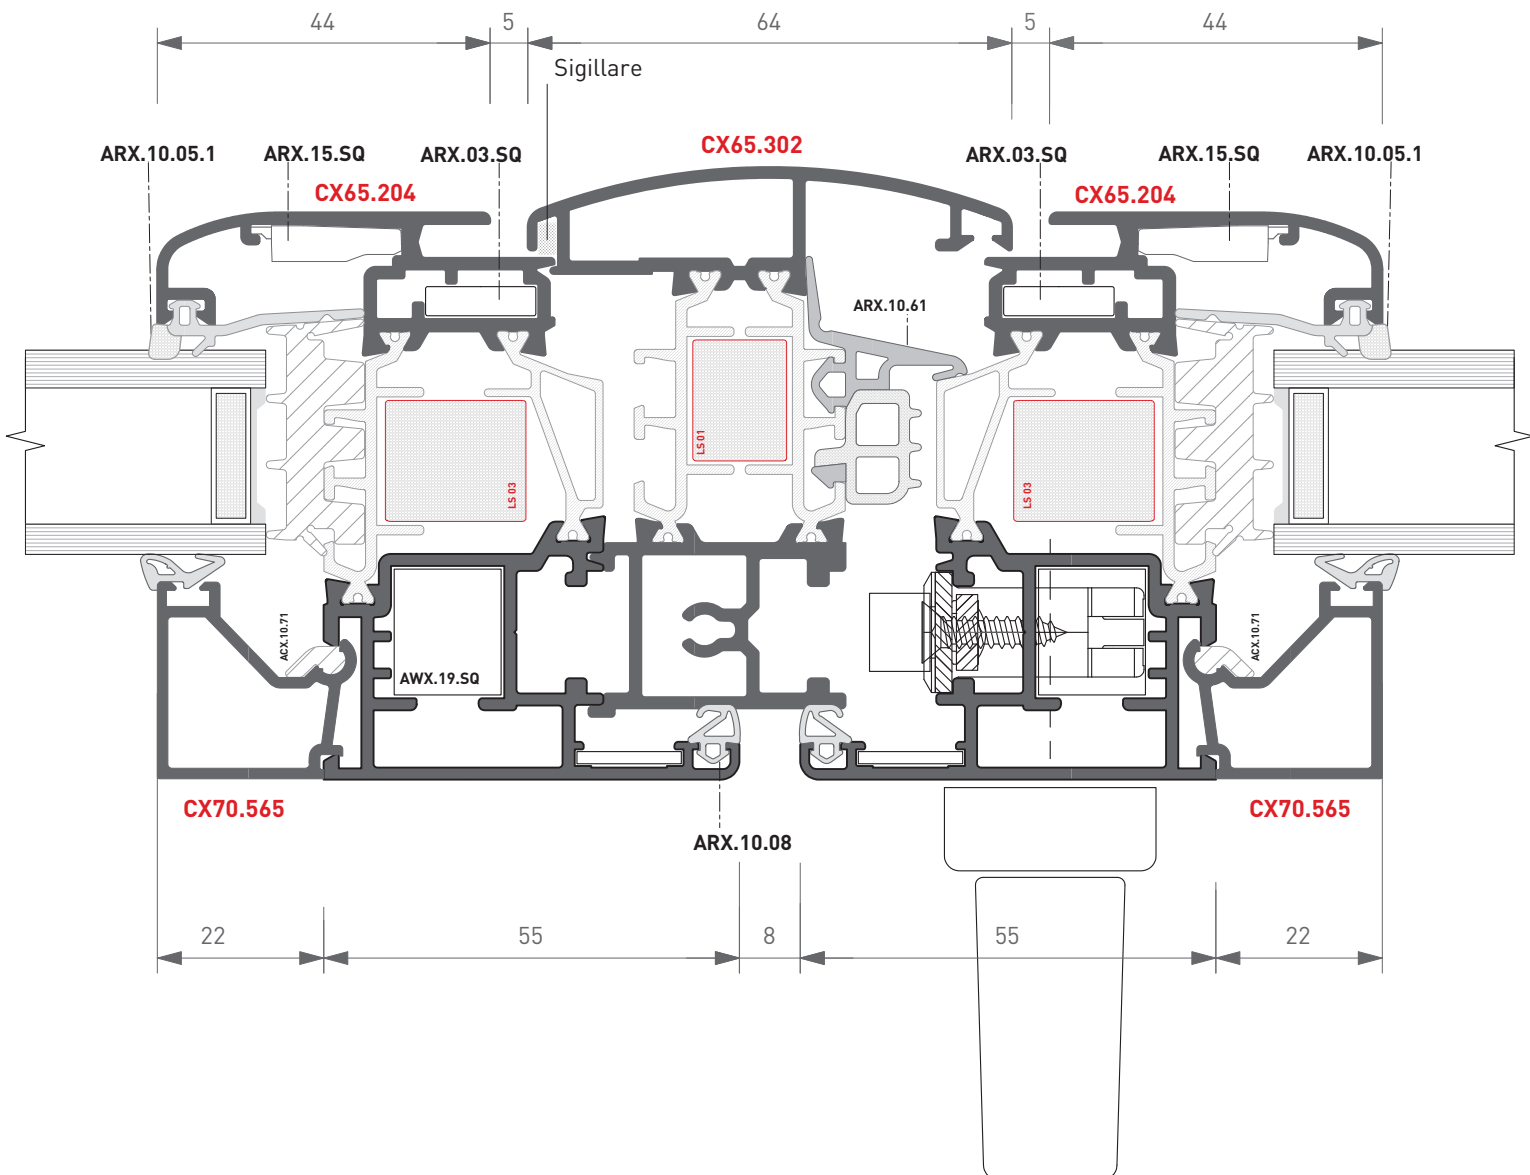 44 5 64 5 44
Sigillare
ARX.10.05.1 ARX.15.SQ ARX.03.SQ CX65.302 ARX.03.SQ ARX.15.SQ ARX.10.05.1
CX65.204 CX65.204
ARX.10.61
LS 01
LS 03 LS 03
ACX.10.71 ACX.10.71
AWX.19.SQ
CX70.565 CX70.565
ARX.10.08
22 55 8 55 22